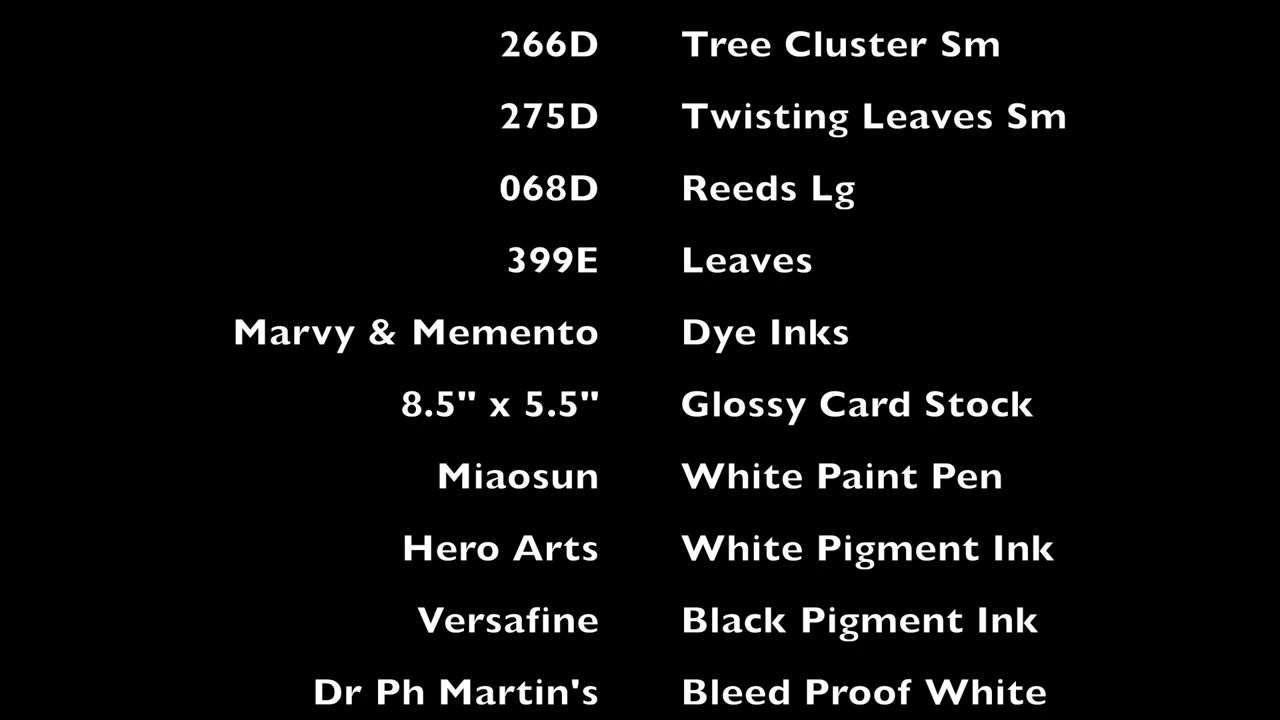 266D Tree Cluster Sm
275D Twisting Leaves Sm
068D Reeds Lg
399E Leaves
Marvy & Memento Dye Inks
8.5" x 5.5" Glossy Card Stock
Miaosun White Paint Pen
Hero Arts White Pigment Ink
Versafine Black Pigment Ink
Dr Ph Martin's Bleed Proof White